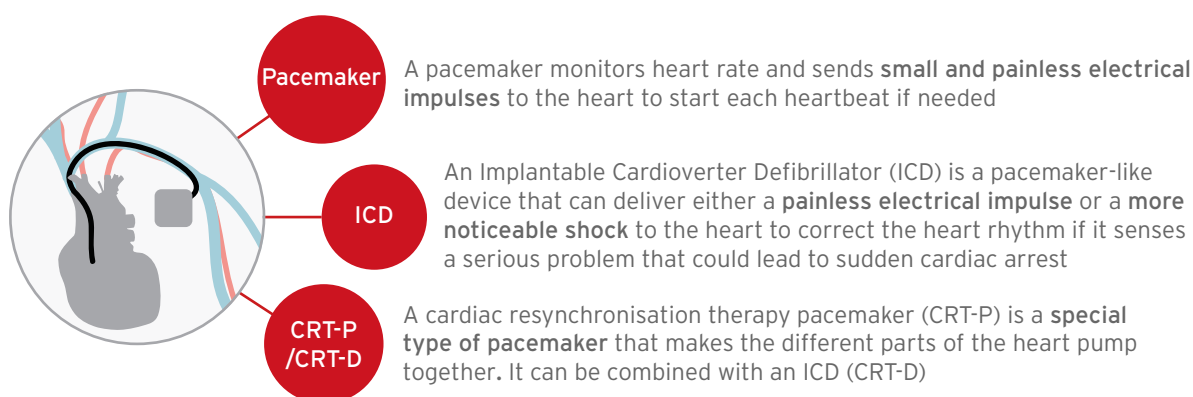 Pacemaker
A pacemaker monitors heart rate and sends small and painless electrical
impulses to the heart to start each heartbeat if needed
ICD
An Implantable Cardioverter Defibrillator (ICD) is a pacemaker-like
device that can deliver either a painless electrical impulse or a more
noticeable shock to the heart to correct the heart rhythm if it senses
a serious problem that could lead to sudden cardiac arrest
CRT-P
/CRT-D
A cardiac resynchronisation therapy pacemaker (CRT-P) is a special
type of pacemaker that makes the different parts of the heart pump
together. It can be combined with an ICD (CRT-D)